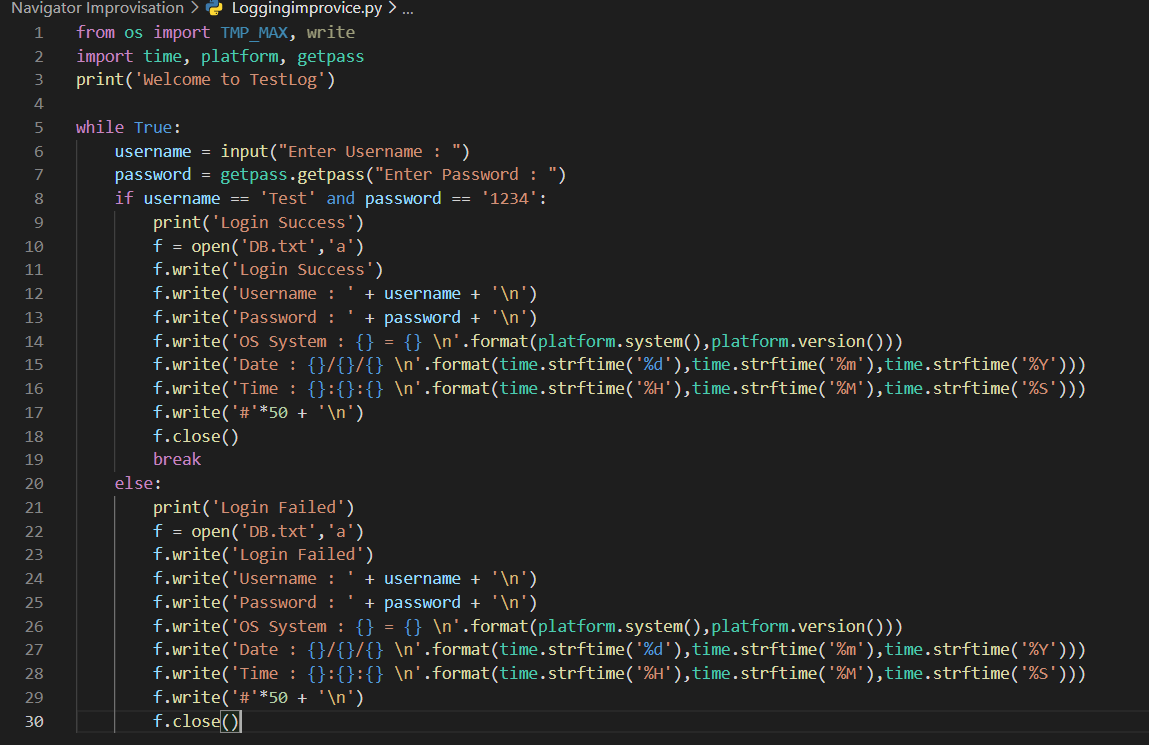 Navigator Improvisation > Loggingimprovice.py > ...
1 from os import TMP_MAX, write
2 import time, platform, getpass
3 print('Welcome to TestLog')
4
5 while True:
6     username = input("Enter Username : ")
7     password = getpass.getpass("Enter Password : ")
8     if username == 'Test' and password == '1234':
9         print('Login Success')
10         f = open('DB.txt','a')
11         f.write('Login Success')
12         f.write('Username : ' + username + '\n')
13         f.write('Password : ' + password + '\n')
14         f.write('OS System : {} = {} \n'.format(platform.system(),platform.version()))
15         f.write('Date : {}/{}/{} \n'.format(time.strftime('%d'),time.strftime('%m'),time.strftime('%Y')))
16         f.write('Time : {}:{}:{} \n'.format(time.strftime('%H'),time.strftime('%M'),time.strftime('%S')))
17         f.write('#'*50 + '\n')
18         f.close()
19         break
20     else:
21         print('Login Failed')
22         f = open('DB.txt','a')
23         f.write('Login Failed')
24         f.write('Username : ' + username + '\n')
25         f.write('Password : ' + password + '\n')
26         f.write('OS System : {} = {} \n'.format(platform.system(),platform.version()))
27         f.write('Date : {}/{}/{} \n'.format(time.strftime('%d'),time.strftime('%m'),time.strftime('%Y')))
28         f.write('Time : {}:{}:{} \n'.format(time.strftime('%H'),time.strftime('%M'),time.strftime('%S')))
29         f.write('#'*50 + '\n')
30         f.close()